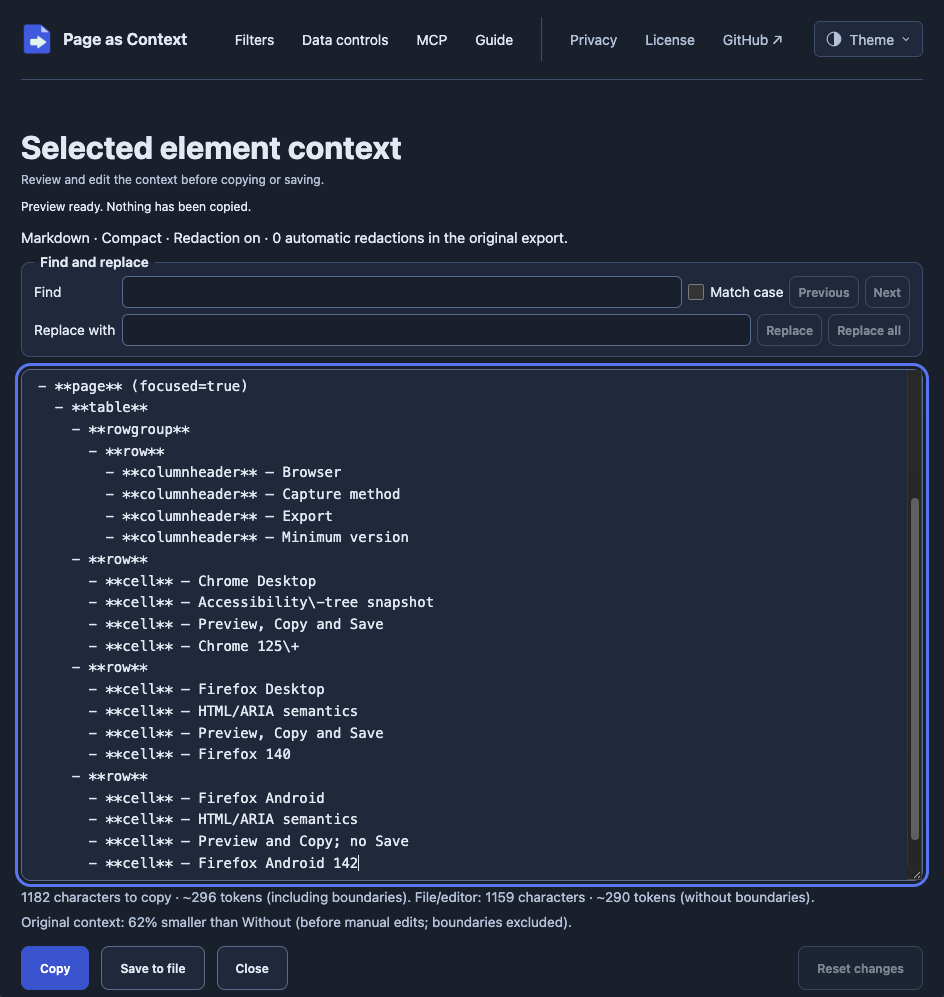 Page as Context
Filters
Data controls
MCP
Guide
Privacy
License
GitHub ↗
Theme
Selected element context
Review and edit the context before copying or saving.
Preview ready. Nothing has been copied.
Markdown · Compact · Redaction on · 0 automatic redactions in the original export.
Find and replace
Find
Match case
Previous
Next
Replace with
Replace
Replace all
- **page** (focused=true)
  - **table**
    - **rowgroup**
      - **row**
        - **columnheader** — Browser
        - **columnheader** — Capture method
        - **columnheader** — Export
        - **columnheader** — Minimum version
    - **row**
      - **cell** — Chrome Desktop
      - **cell** — Accessibility\-tree snapshot
      - **cell** — Preview, Copy and Save
      - **cell** — Chrome 125\+
    - **row**
      - **cell** — Firefox Desktop
      - **cell** — HTML/ARIA semantics
      - **cell** — Preview, Copy and Save
      - **cell** — Firefox 140
    - **row**
      - **cell** — Firefox Android
      - **cell** — HTML/ARIA semantics
      - **cell** — Preview and Copy; no Save
      - **cell** — Firefox Android 142
1182 characters to copy · ~296 tokens (including boundaries). File/editor: 1159 characters · ~290 tokens (without boundaries).
Original context: 62% smaller than Without (before manual edits; boundaries excluded).
Copy
Save to file
Close
Reset changes